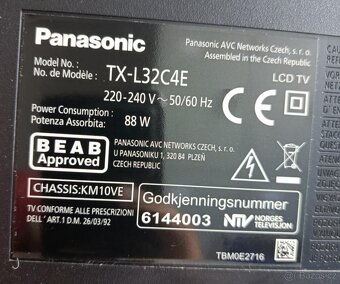 Panasonic
Panasonic AVC Networks Czech, s. r. o.
Assembled in the Czech Republic
Model No.:
No. de Modèle.:
TX-L32C4E
LCD TV
220-240 V~ 50/60 Hz
Power Consumption :
Potenza Assorbita:
88 W
CE
BEAB
Approved
PANASONIC AVC NETWORKS CZECH, s. r. o.
U PANASONIKU 1, 320 84 PLZEŇ
CZECH REPUBLIC
CHASSIS:KM10VE
TV CONFORME ALLE PRESCRIZIONI
DELL' ART.1 D.M. 26/03/92
Godkjenningsnummer
6144003
NTV NORGES
TELEVISJON
TBM0E2716